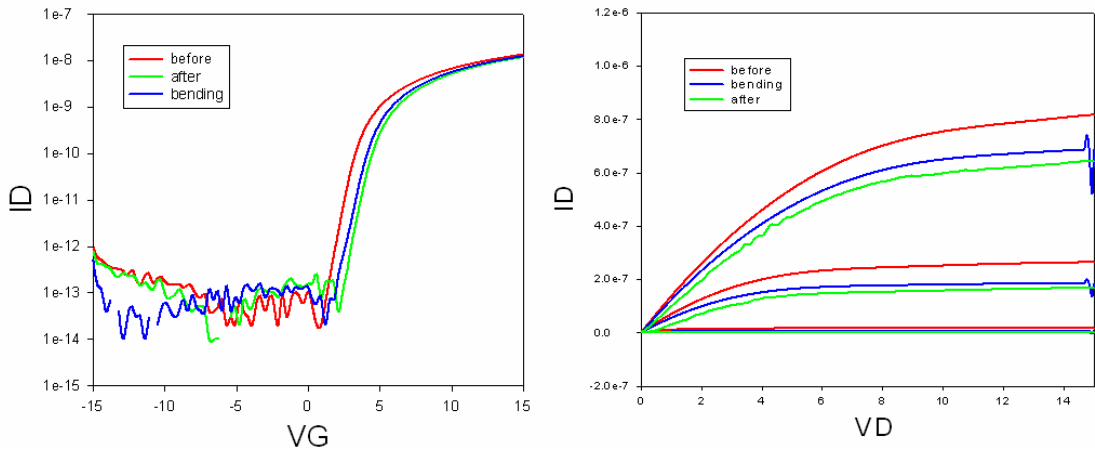 1e-7
1e-8
1e-9
1e-10
1e-11
1e-12
1e-13
1e-14
1e-15
ID
before
after
bending
-15 -10 -5 0 5 10 15
VG
1.2e-6
1.0e-6
8.0e-7
6.0e-7
4.0e-7
2.0e-7
0.0
-2.0e-7
ID
before
bending
after
0 2 4 6 8 10 12 14
VD